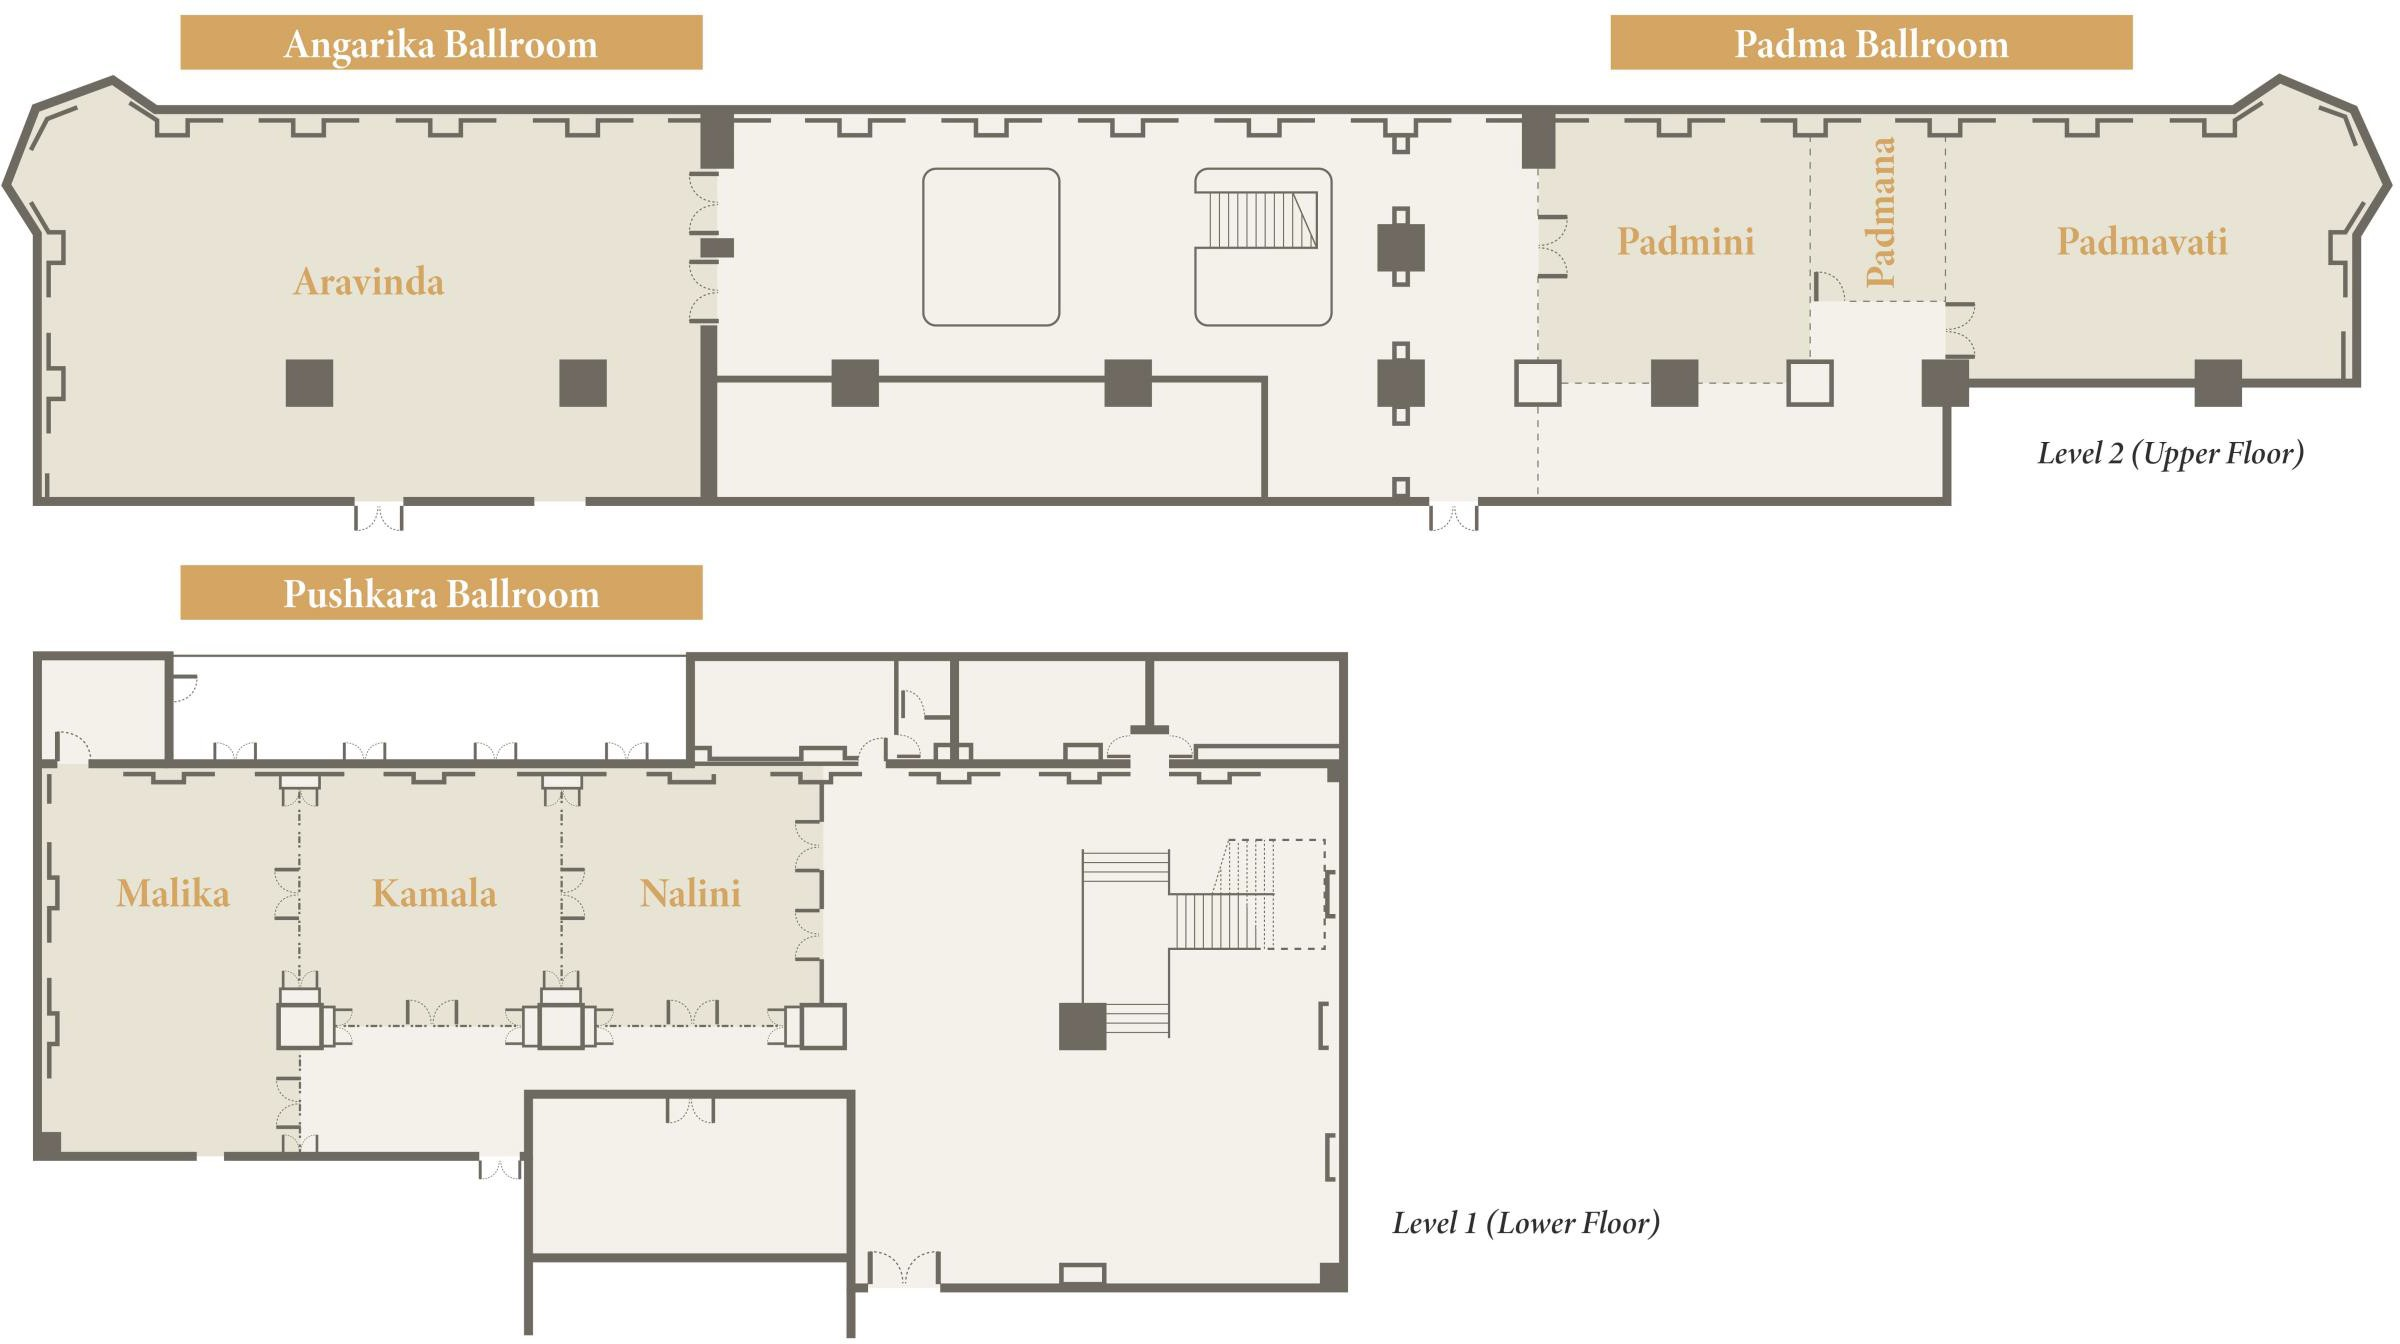 Angarika Ballroom
Padma Ballroom
Aravinda
Padmini
Padmana
Padmavati
Level 2 (Upper Floor)
Pushkara Ballroom
Malika
Kamala
Nalini
Level 1 (Lower Floor)